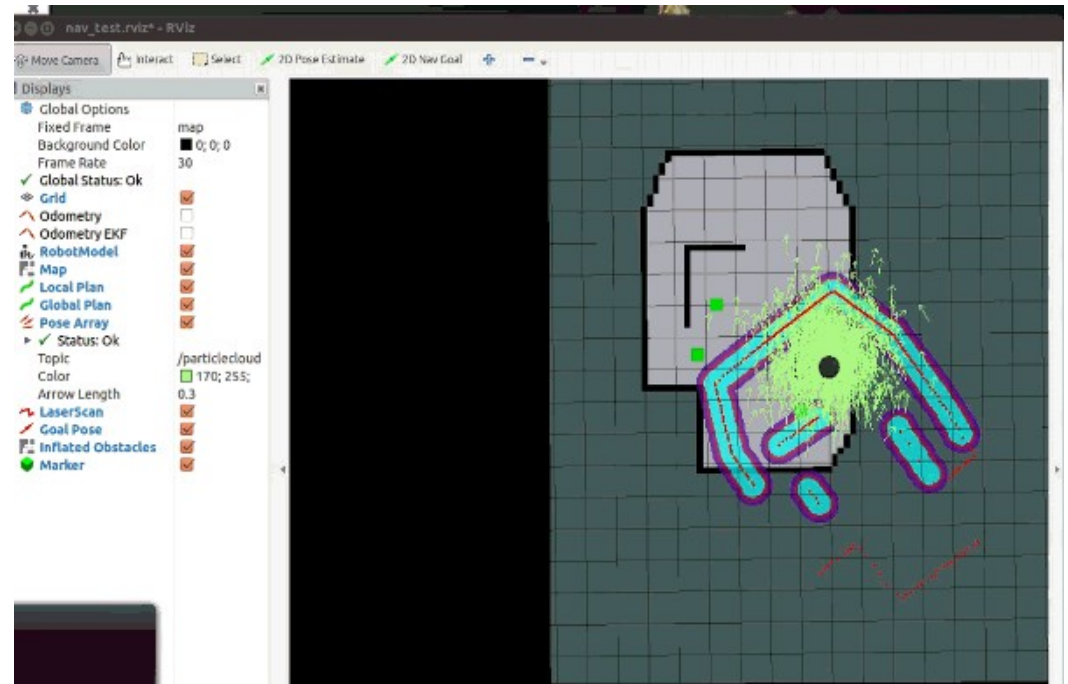 nav_test.rviz* - RViz
Move Camera Interact Select 2D Pose Estimate 2D Nav Goal
Displays
Global Options
Fixed Frame map
Background Color 0; 0; 0
Frame Rate 30
Global Status: Ok
Grid
Odometry
Odometry EKF
RobotModel
Map
Local Plan
Global Plan
Pose Array
Status: Ok
Topic /particlecloud
Color 170; 255;
Arrow Length 0.3
LaserScan
Goal Pose
Inflated Obstacles
Marker